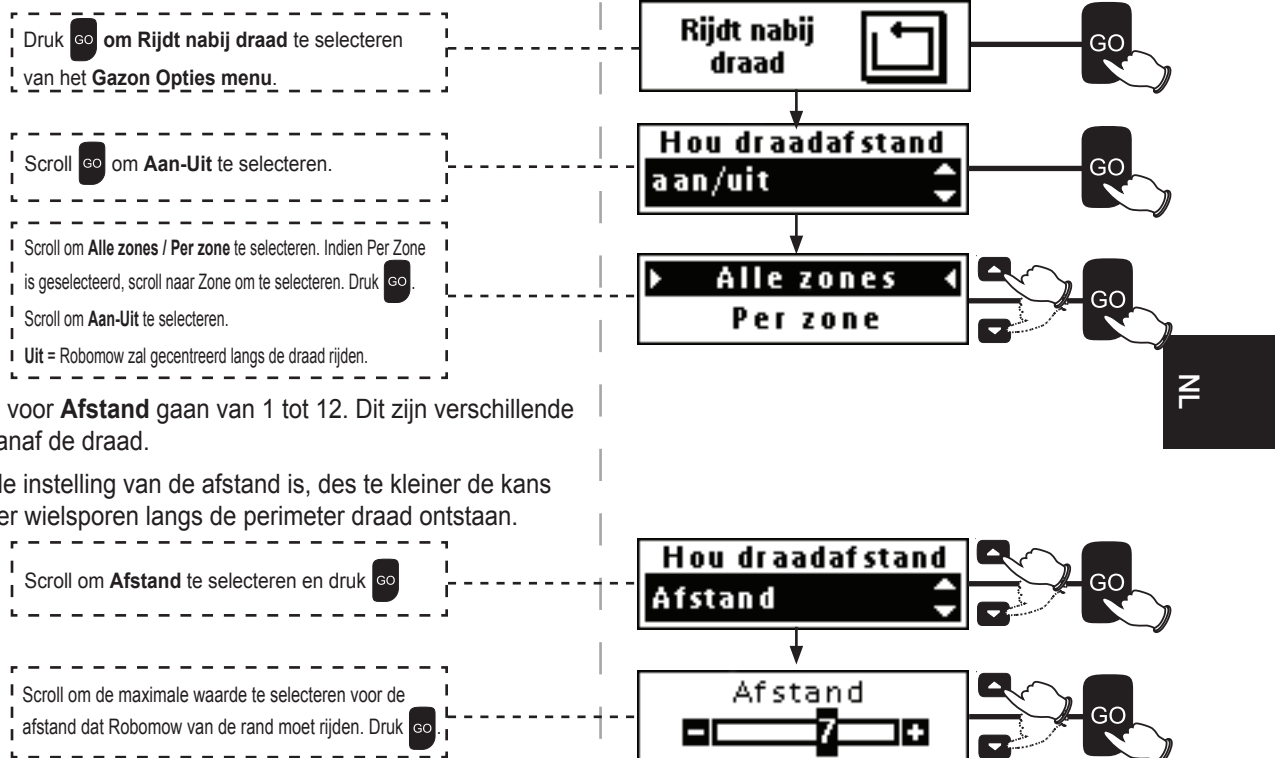 Druk GO om Rijdt nabij draad te selecteren
van het Gazon Opties menu.
Rijdt nabij
draad
GO
Scroll GO om Aan-Uit te selecteren.
Hou draadafstand
aan/uit
GO
Scroll om Alle zones / Per zone te selecteren. Indien Per Zone
is geselecteerd, scroll naar Zone om te selecteren. Druk GO.
Scroll om Aan-Uit te selecteren.
Uit = Robomow zal gecentreerd langs de draad rijden.
Alle zones
Per zone
GO
NL
voor Afstand gaan van 1 tot 12. Dit zijn verschillende
anaf de draad.
le instelling van de afstand is, des te kleiner de kans
er wielsporen langs de perimeter draad ontstaan.
Scroll om Afstand te selecteren en druk GO
Hou draadafstand
Afstand
GO
Scroll om de maximale waarde te selecteren voor de
afstand dat Robomow van de rand moet rijden. Druk GO.
Afstand
- 7 +
GO